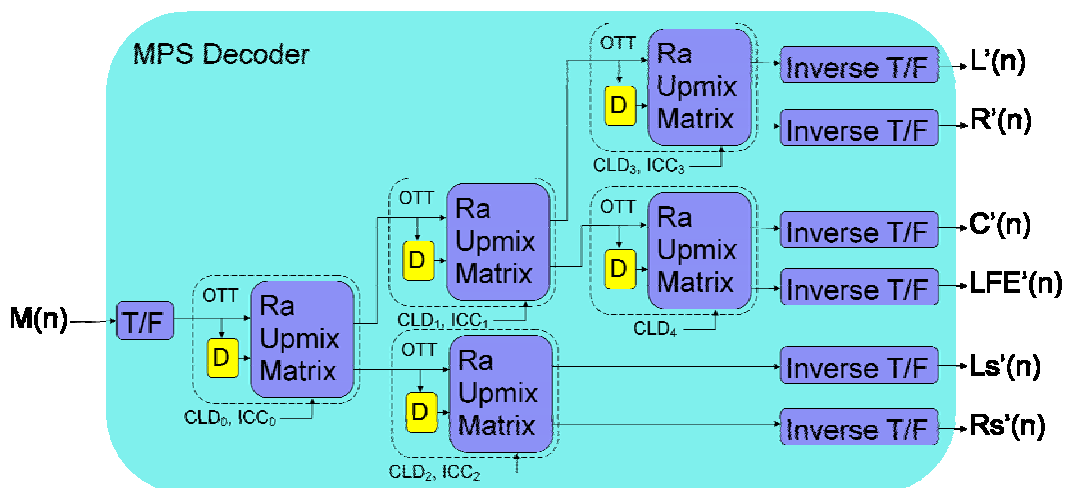 MPS Decoder
OTT
Ra
Upmix
Matrix
D
CLD3, ICC3
Inverse T/F
L'(n)
Inverse T/F
R'(n)
OTT
Ra
Upmix
Matrix
D
CLD1, ICC1
OTT
Ra
Upmix
Matrix
D
CLD4
Inverse T/F
C'(n)
Inverse T/F
LFE'(n)
M(n)
T/F
OTT
Ra
Upmix
Matrix
D
CLD0, ICC0
OTT
Ra
Upmix
Matrix
D
CLD2, ICC2
Inverse T/F
Ls'(n)
Inverse T/F
Rs'(n)